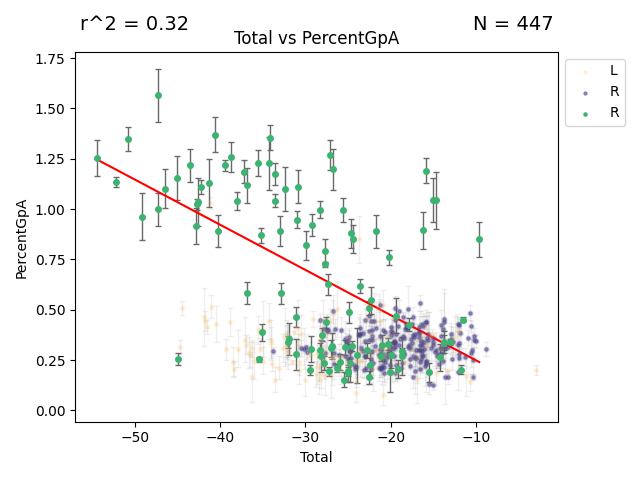 r^2 = 0.32
N = 447
Total vs PercentGpA
1.75
1.50
1.25
1.00
0.75
0.50
0.25
0.00
PercentGpA
−50
−40
−30
−20
−10
Total
L
R
R